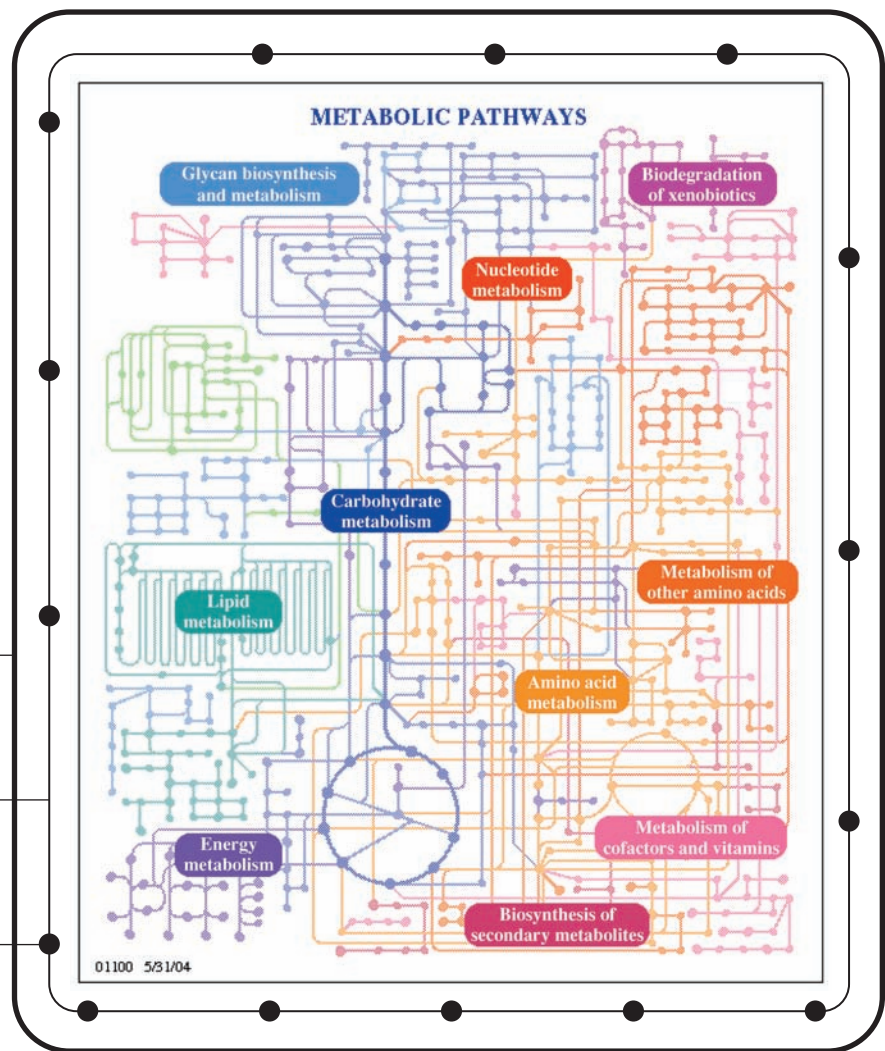 METABOLIC PATHWAYS
Glycan biosynthesis
and metabolism
Biodegradation
of xenobiotics
Nucleotide
metabolism
Carbohydrate
metabolism
Metabolism of
other amino acids
Lipid
metabolism
Amino acid
metabolism
Metabolism of
cofactors and vitamins
Energy
metabolism
Biosynthesis of
secondary metabolites
01100 5/31/04